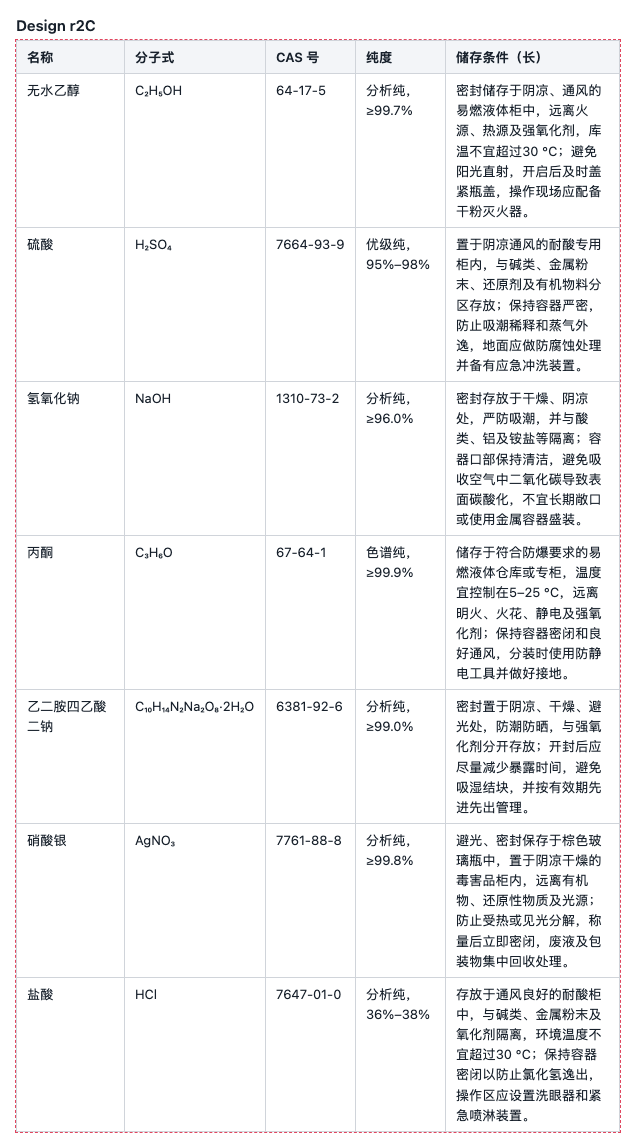 Design r2C
名称 分子式 CAS 号 纯度 储存条件（长）
无水乙醇 C₂H₅OH 64-17-5 分析纯， 密封储存于阴凉、通风的
≥99.7% 易燃液体柜中，远离火
源、热源及强氧化剂，库
温不宜超过30 °C；避免
阳光直射，开启后及时盖
紧瓶盖，操作现场应配备
干粉灭火器。
硫酸 H₂SO₄ 7664-93-9 优级纯， 置于阴凉通风的耐酸专用
95%–98% 柜内，与碱类、金属粉
末、还原剂及有机物料分
区存放；保持容器严密，
防止吸潮稀释和蒸气外
逸，地面应做防腐蚀处理
并备有应急冲洗装置。
氢氧化钠 NaOH 1310-73-2 分析纯， 密封存放于干燥、阴凉
≥96.0% 处，严防吸潮，并与酸
类、铝及铵盐等隔离；容
器口部保持清洁，避免吸
收空气中二氧化碳导致表
面碳酸化，不宜长期敞口
或使用金属容器盛装。
丙酮 C₃H₆O 67-64-1 色谱纯， 储存于符合防爆要求的易
≥99.9% 燃液体仓库或专柜，温度
宜控制在5–25 °C，远离
明火、火花、静电及强氧
化剂；保持容器密闭和良
好通风，分装时使用防静
电工具并做好接地。
乙二胺四乙酸 C₁₀H₁₄N₂Na₂O₈·2H₂O 6381-92-6 分析纯， 密封置于阴凉、干燥、避
二钠 ≥99.0% 光处，防潮防晒，与强氧
化剂分开存放；开封后应
尽量减少暴露时间，避免
吸湿结块，并按有效期先
进先出管理。
硝酸银 AgNO₃ 7761-88-8 分析纯， 避光、密封保存于棕色玻
≥99.8% 璃瓶中，置于阴凉干燥的
毒害品柜内，远离有机
物、还原性物质及光源；
防止受热或见光分解，称
量后立即密闭，废液及包
装物集中回收处理。
盐酸 HCl 7647-01-0 分析纯， 存放于通风良好的耐酸柜
36%–38% 中，与碱类、金属粉末及
氧化剂隔离，环境温度不
宜超过30 °C；保持容器
密闭以防止氯化氢逸出，
操作区应设置洗眼器和紧
急喷淋装置。